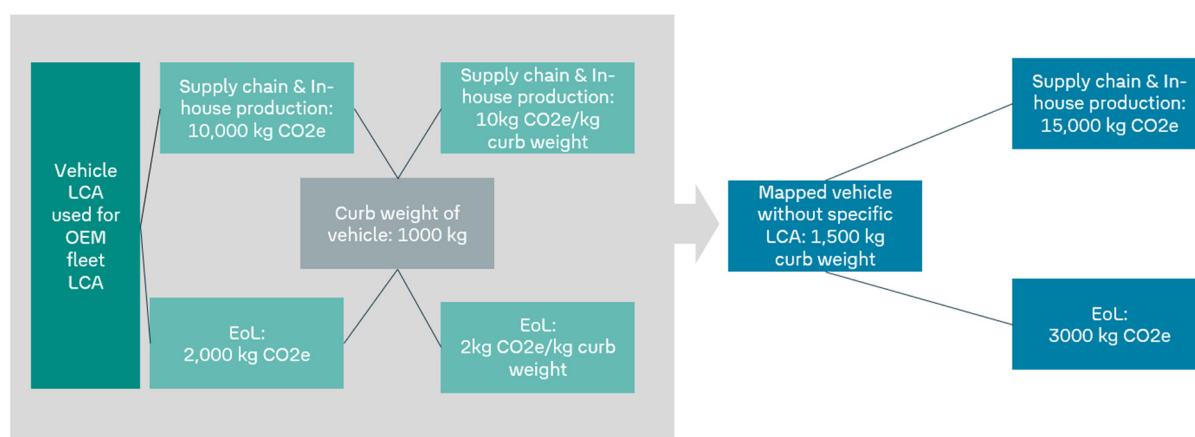 Vehicle
LCA
used for
OEM
fleet
LCA
Supply chain & In-
house production:
10,000 kg CO2e
Supply chain & In-
house production:
10kg CO2e/kg
curb weight
Curb weight of
vehicle: 1000 kg
EoL:
2,000 kg CO2e
EoL:
2kg CO2e/kg curb
weight
Mapped vehicle
without specific
LCA: 1,500 kg
curb weight
Supply chain & In-
house production:
15,000 kg CO2e
EoL:
3000 kg CO2e